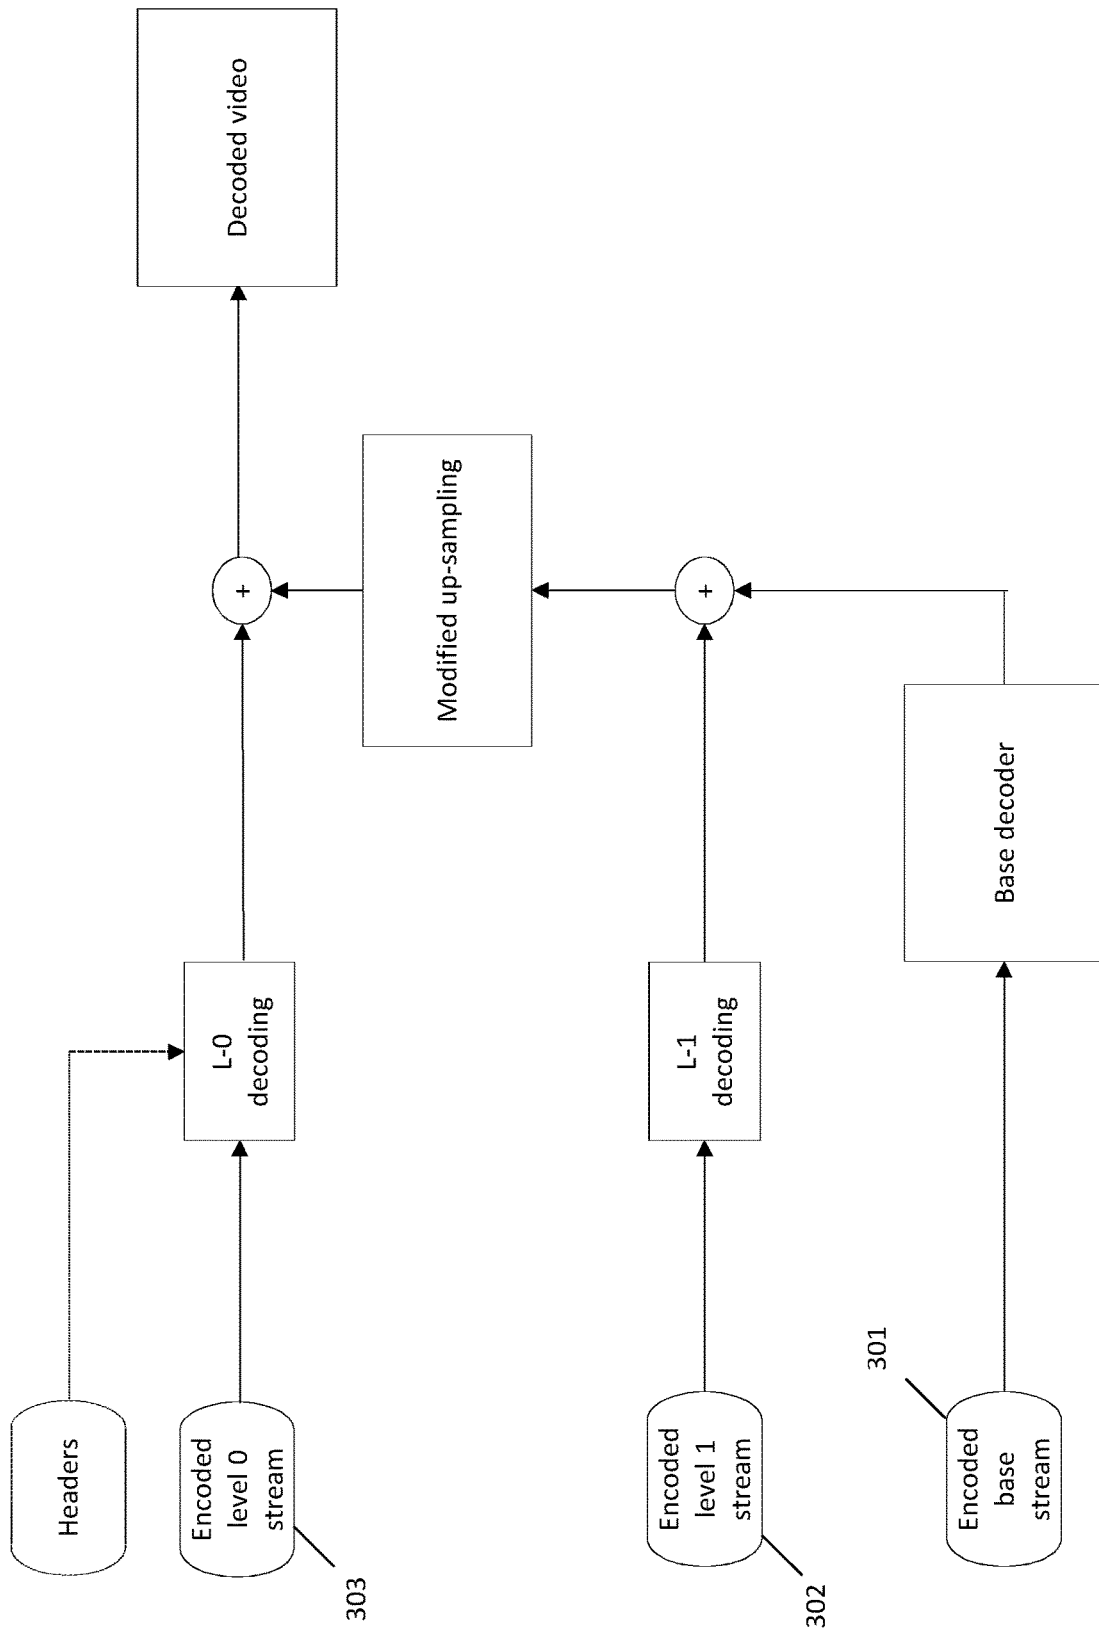 Headers
Encoded
level 0
stream
303
L-0
decoding
+
Decoded video
Modified up-sampling
Encoded
level 1
stream
302
L-1
decoding
+
301
Encoded
base
stream
Base decoder